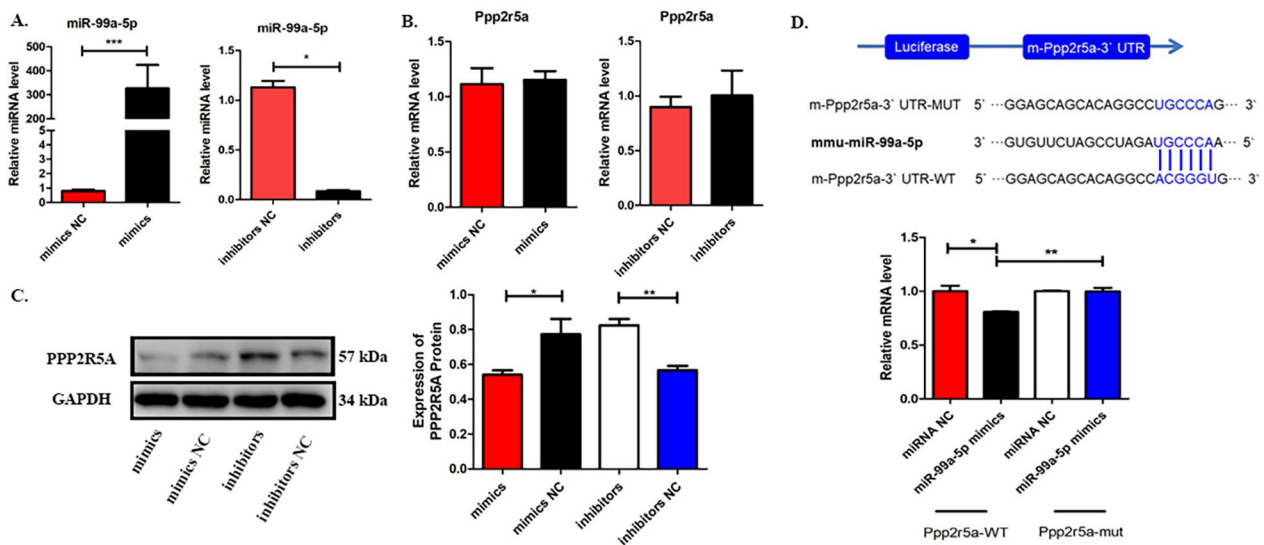 A.
miR-99a-5p
Relative miRNA level
500
400
300
200
100
5
4
3
2
1
0
***
mimics NC
mimics
miR-99a-5p
Relative miRNA level
1.5
1.0
0.5
0.0
*
inhibitors NC
inhibitors
B.
Ppp2r5a
Relative mRNA level
1.5
1.0
0.5
0.0
mimics NC
mimics
Ppp2r5a
Relative mRNA level
1.5
1.0
0.5
0.0
inhibitors NC
inhibitors
C.
PPP2R5A
57 kDa
GAPDH
34 kDa
mimics
mimics NC
inhibitors
inhibitors NC
Expression of
PPP2R5A Protein
1.0
0.8
0.6
0.4
0.2
0.0
*
**
mimics
mimics NC
inhibitors
inhibitors NC
D.
Luciferase
m-Ppp2r5a-3` UTR
m-Ppp2r5a-3` UTR-MUT 5` ···GGAGCAGCACAGGCCUGCCCAG··· 3`
mmu-miR-99a-5p 3` ···GUGUUCUAGCCUAGAUGCCCAA··· 5`
m-Ppp2r5a-3` UTR-WT 5` ···GGAGCAGCACAGGCCACGGGUG··· 3`
Relative mRNA level
1.5
1.0
0.5
0.0
*
**
miRNA NC
miR-99a-5p mimics
miRNA NC
miR-99a-5p mimics
Ppp2r5a-WT
Ppp2r5a-mut